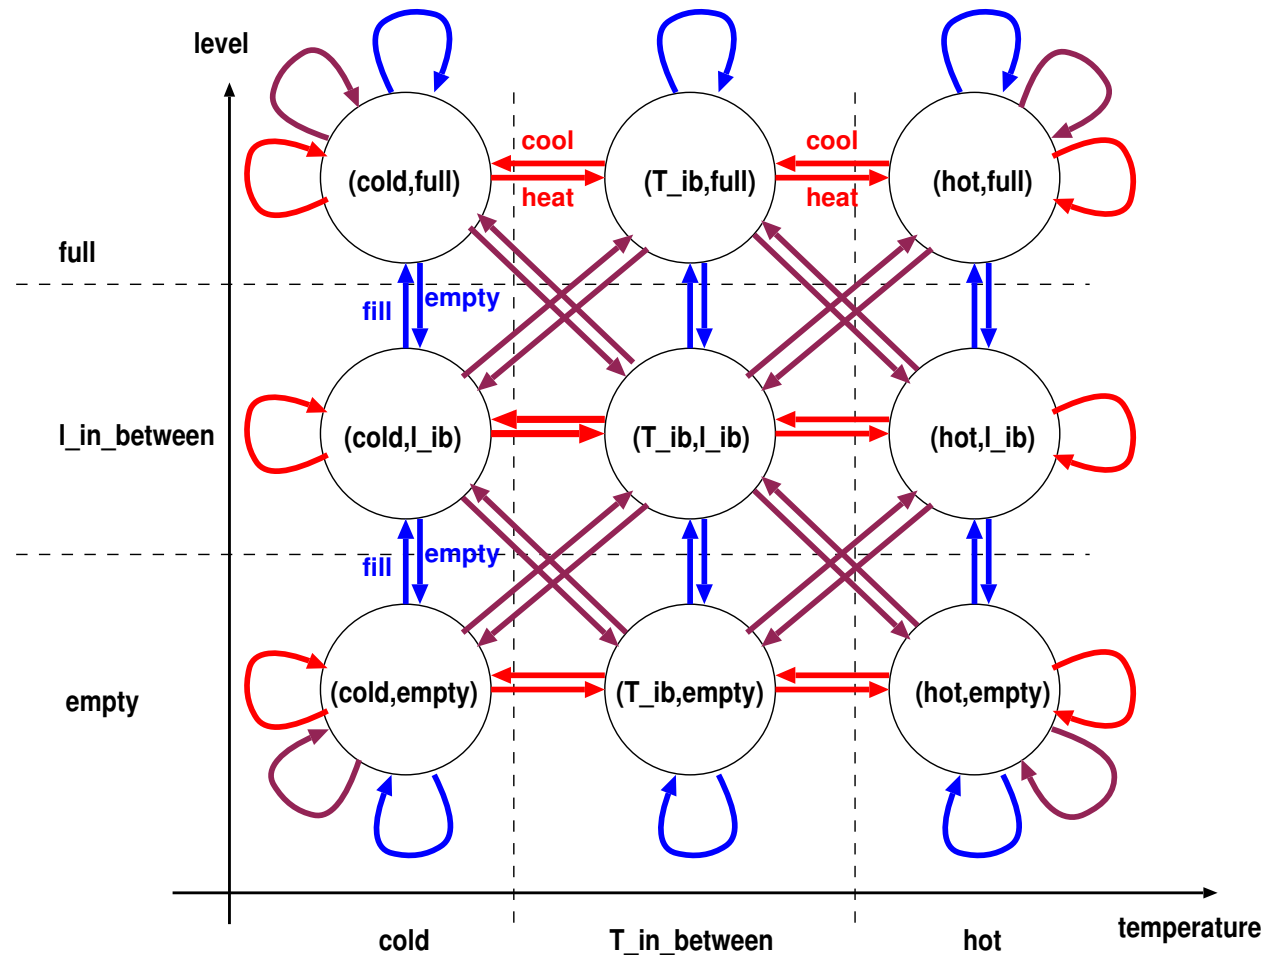 level
cool
cool
(cold,full)
(T_ib,full)
(hot,full)
heat
heat
full
fill
empty
l_in_between
(cold,l_ib)
(T_ib,l_ib)
(hot,l_ib)
fill
empty
empty
(cold,empty)
(T_ib,empty)
(hot,empty)
temperature
cold
T_in_between
hot